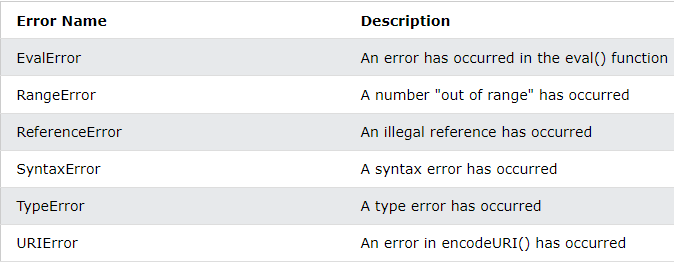 Error Name Description
EvalError An error has occurred in the eval() function
RangeError A number "out of range" has occurred
ReferenceError An illegal reference has occurred
SyntaxError A syntax error has occurred
TypeError A type error has occurred
URIError An error in encodeURI() has occurred